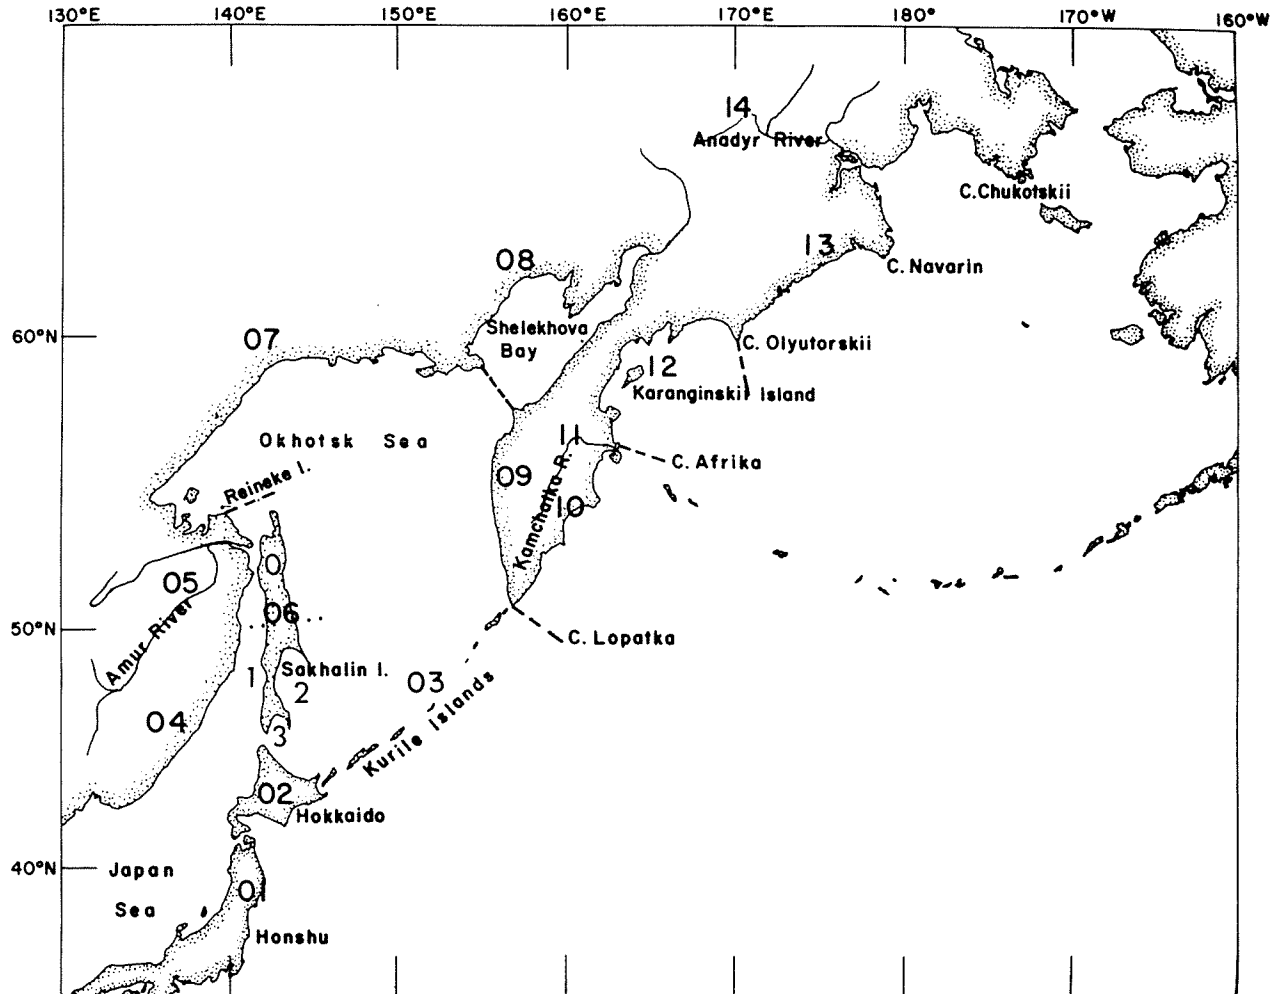 130°E 140°E 150°E 160°E 170°E 180° 170°W 160°W
14
Anadyr River
C. Chukotskii
13
C. Navarin
08
Shelekhova
Bay
60°N
07
C. Olyutorskii
12
Karanginskii Island
Okhotsk Sea
11
C. Afrika
09
Kamchatka R.
10
Reineke I.
0
05
06
Amur River
50°N
C. Lopatka
1
Sakhalin I.
2
03
Kurile Islands
04
3
02
Hokkaido
40°N
Japan
Sea
01
Honshu